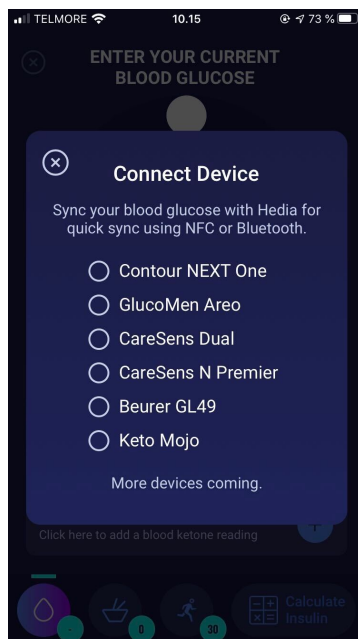 TELMORE 10.15 73 %
ENTER YOUR CURRENT
BLOOD GLUCOSE
Connect Device
Sync your blood glucose with Hedia for
quick sync using NFC or Bluetooth.
Contour NEXT One
GlucoMen Areo
CareSens Dual
CareSens N Premier
Beurer GL49
Keto Mojo
More devices coming.
Click here to add a blood ketone reading
Calculate
Insulin
- 0 30